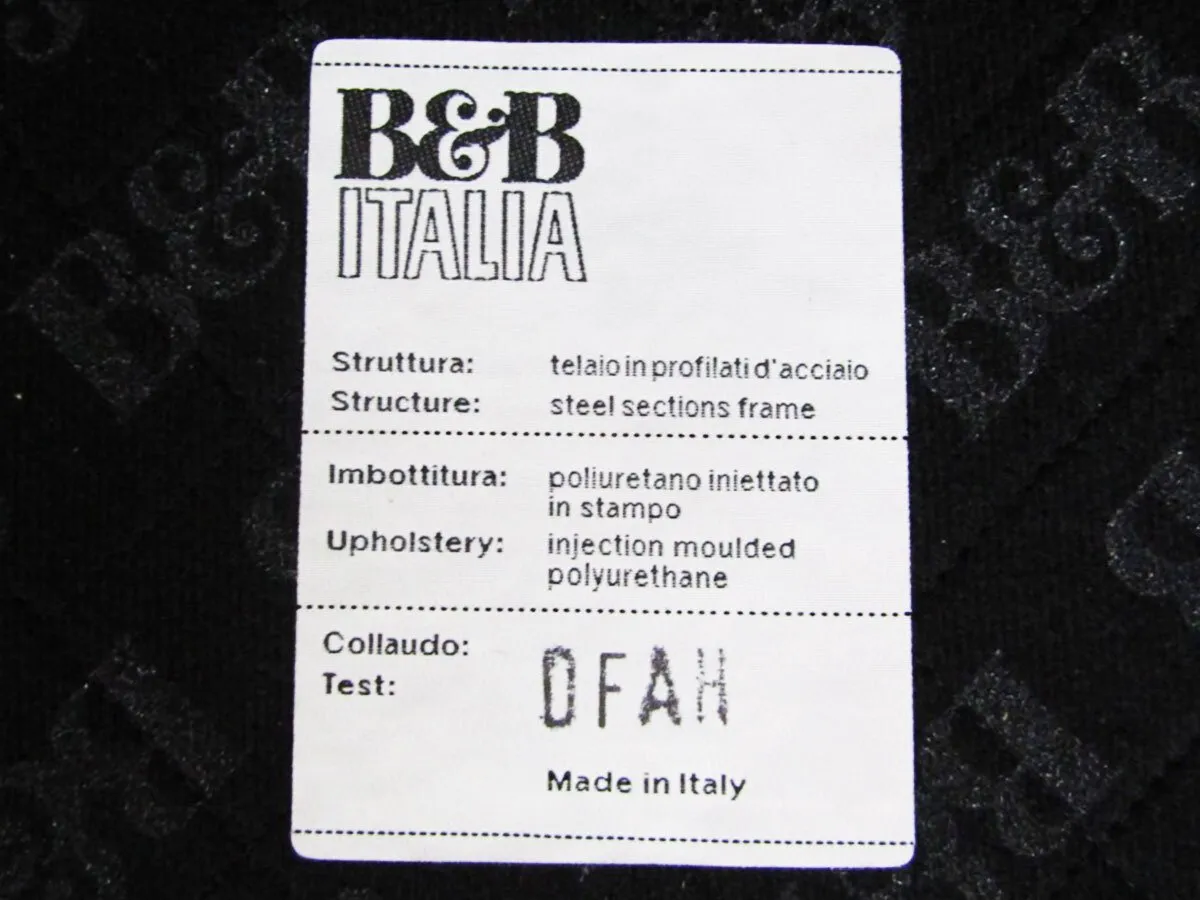 B&B
ITALIA
Struttura: telaio in profilati d'acciaio
Structure: steel sections frame
Imbottitura: poliuretano iniettato
in stampo
Upholstery: injection moulded
polyurethane
Collaudo:
Test: DFAH
Made in Italy